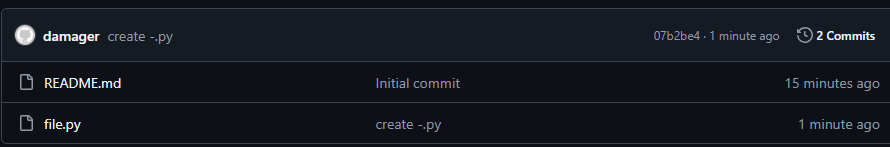 damager create -.py 07b2be4 · 1 minute ago 2 Commits
README.md Initial commit 15 minutes ago
file.py create -.py 1 minute ago